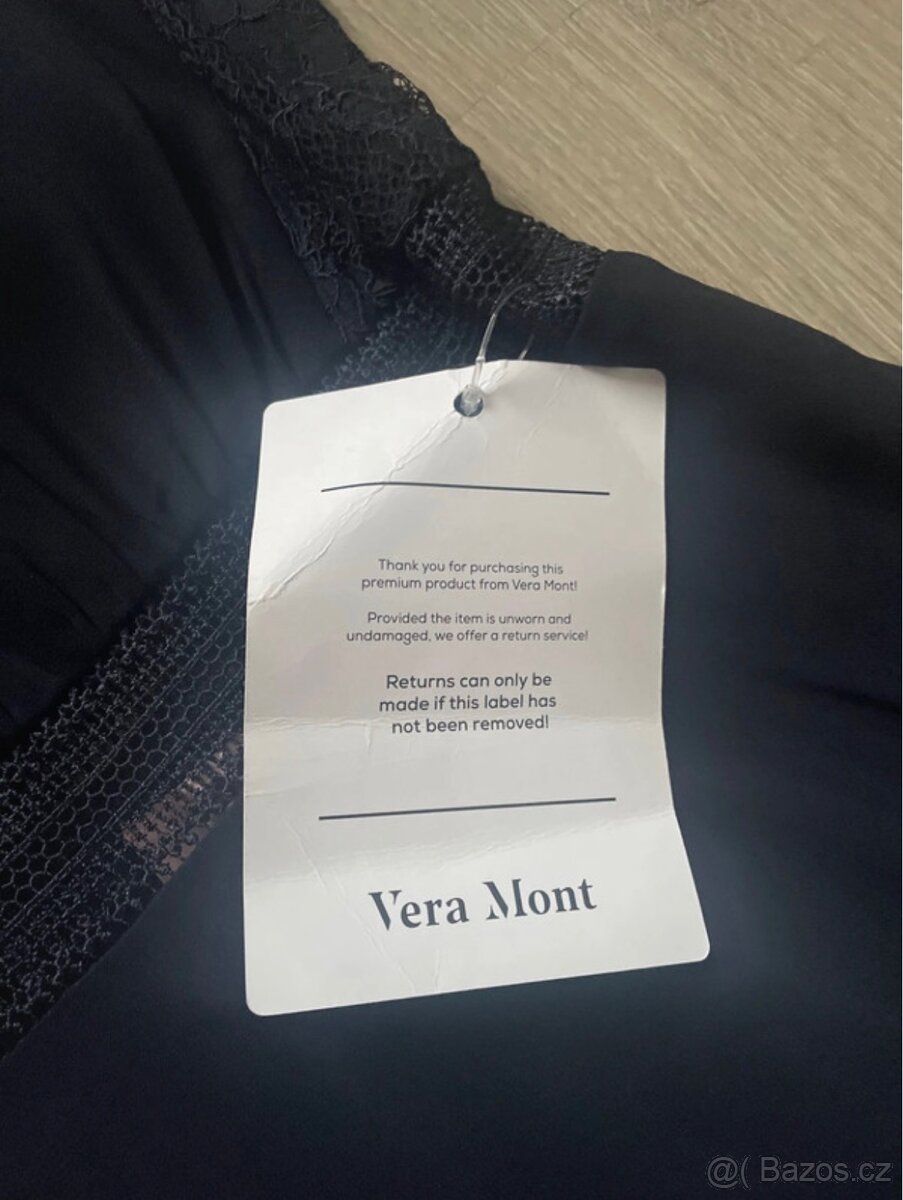 Thank you for purchasing this
premium product from Vera Mont!
Provided the item is unworn and
undamaged, we offer a return service!
Returns can only be
made if this label has
not been removed!
Vera Mont
@( Bazos.cz